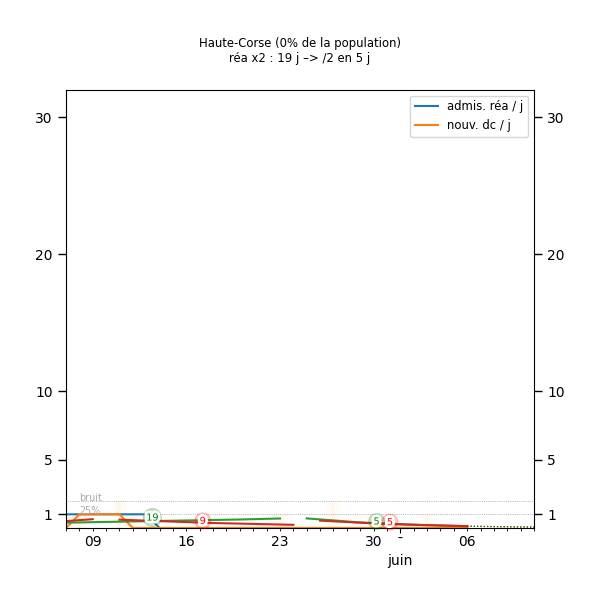 Haute-Corse (0% de la population)
réa x2 : 19 j –> /2 en 5 j
admis. réa / j
nouv. dc / j
30 30
20 20
10 10
5 5
bruit
25%
1 1
19 9 5 5
09 16 23 30 - 06
juin